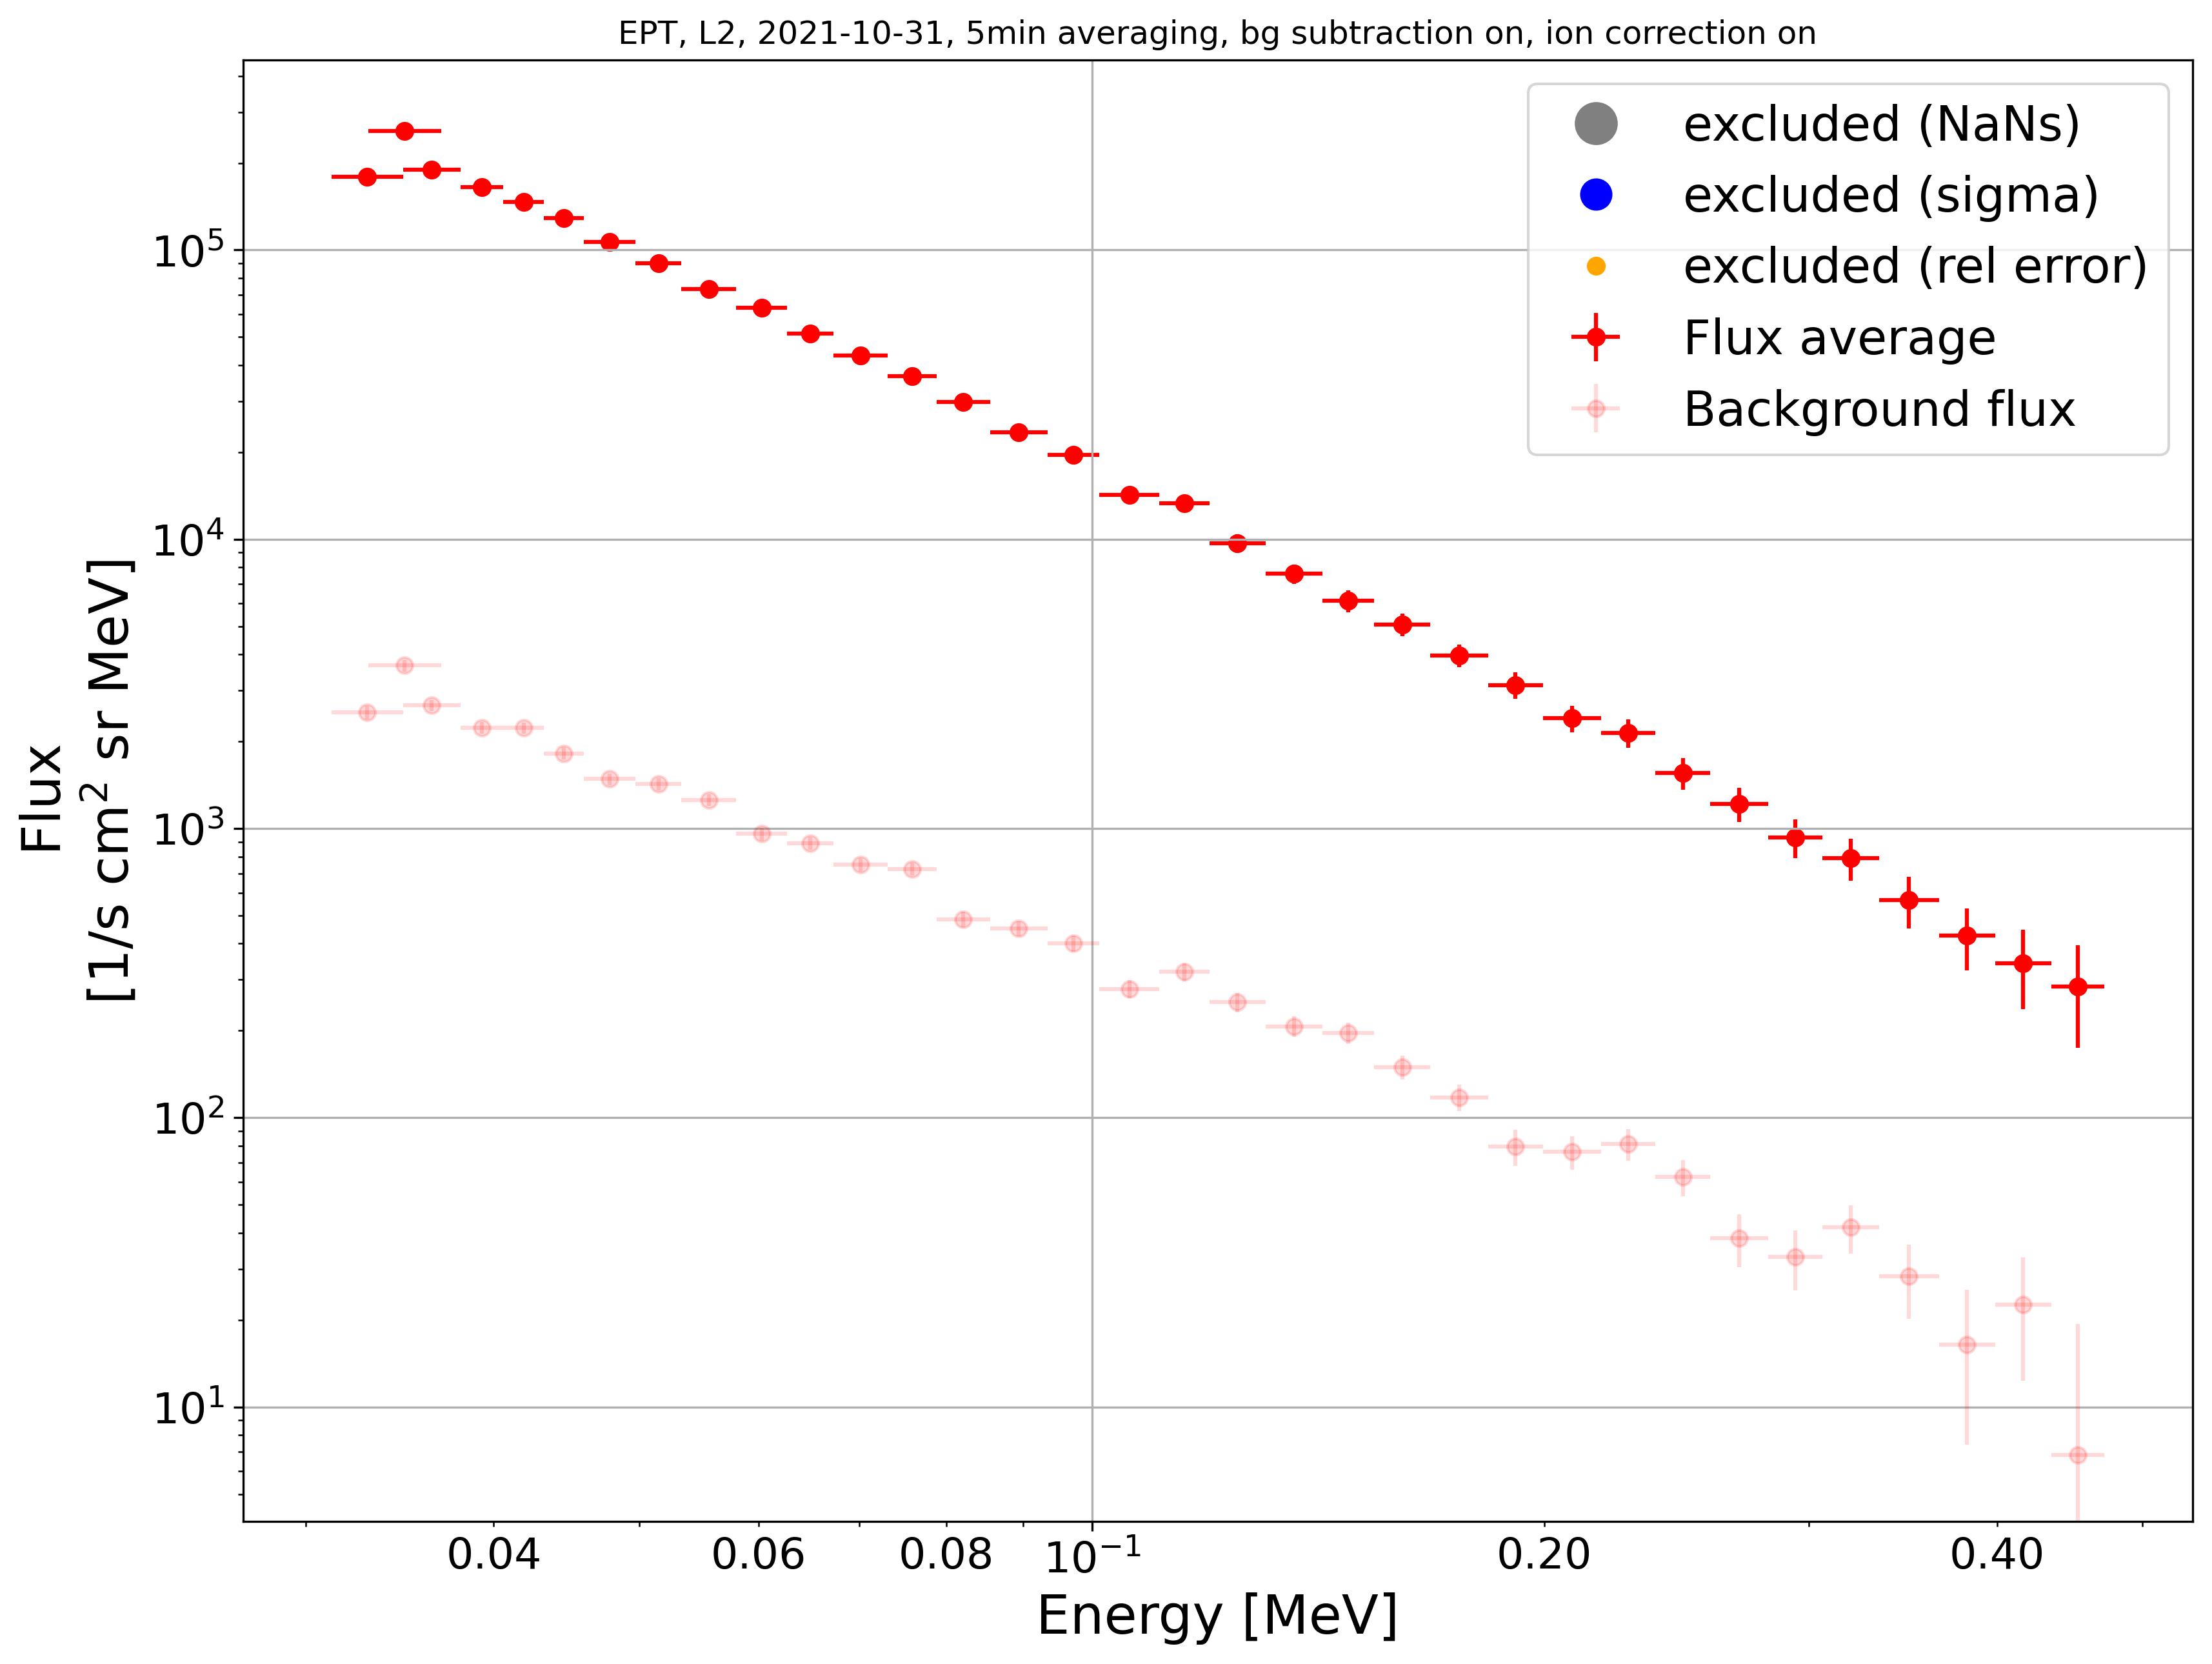 EPT, L2, 2021-10-31, 5min averaging, bg subtraction on, ion correction on
excluded (NaNs)
excluded (sigma)
excluded (rel error)
Flux average
Background flux
10⁵
10⁴
10³
10²
10¹
Flux
[1/s cm² sr MeV]
0.04 0.06 0.08 10⁻¹ 0.20 0.40
Energy [MeV]